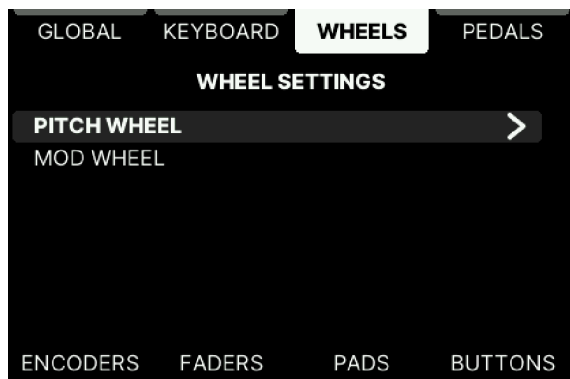 GLOBAL KEYBOARD WHEELS PEDALS
WHEEL SETTINGS
PITCH WHEEL
MOD WHEEL
ENCODERS FADERS PADS BUTTONS